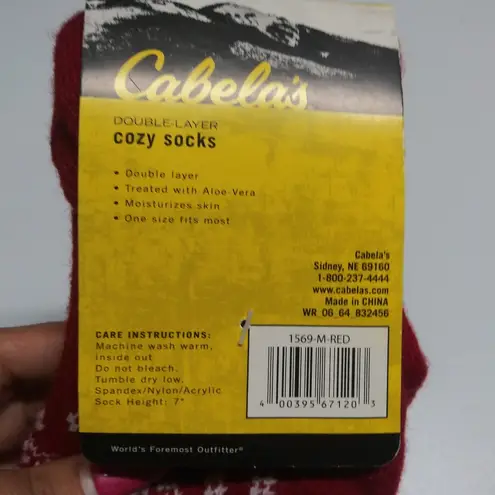 Cabela's
DOUBLE-LAYER
cozy socks
• Double layer
• Treated with Aloe-Vera
• Moisturizes skin
• One size fits most
Cabela's
Sidney, NE 69160
1-800-237-4444
www.cabelas.com
Made in CHINA
WR_06_64_832456
CARE INSTRUCTIONS:
Machine wash warm,
inside out
Do not bleach.
Tumble dry low.
Spandex/Nylon/Acrylic
Sock Height: 7"
1569-M-RED
4 00395 67120 3
World's Foremost Outfitter®